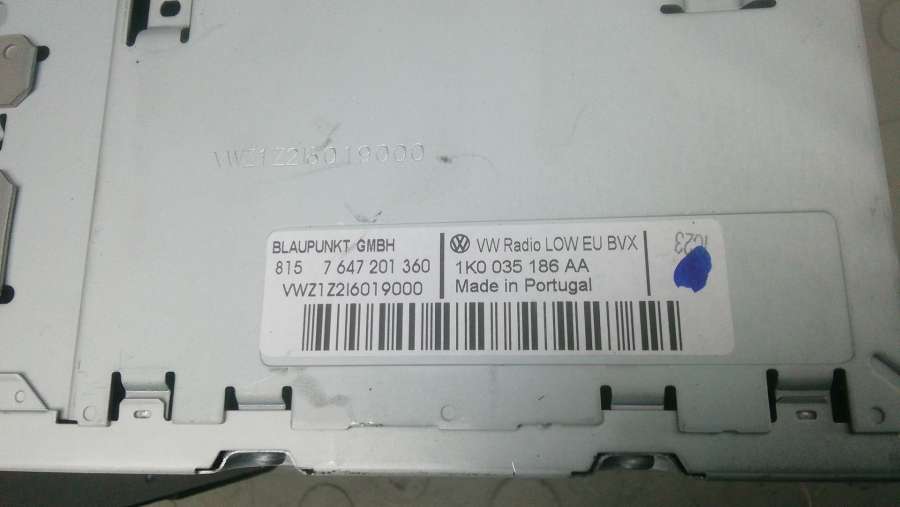 VWZ1Z2I6019000
BLAUPUNKT GMBH
815 7 647 201 360
VWZ1Z2I6019000
VW Radio LOW EU BVX
1K0 035 186 AA
Made in Portugal